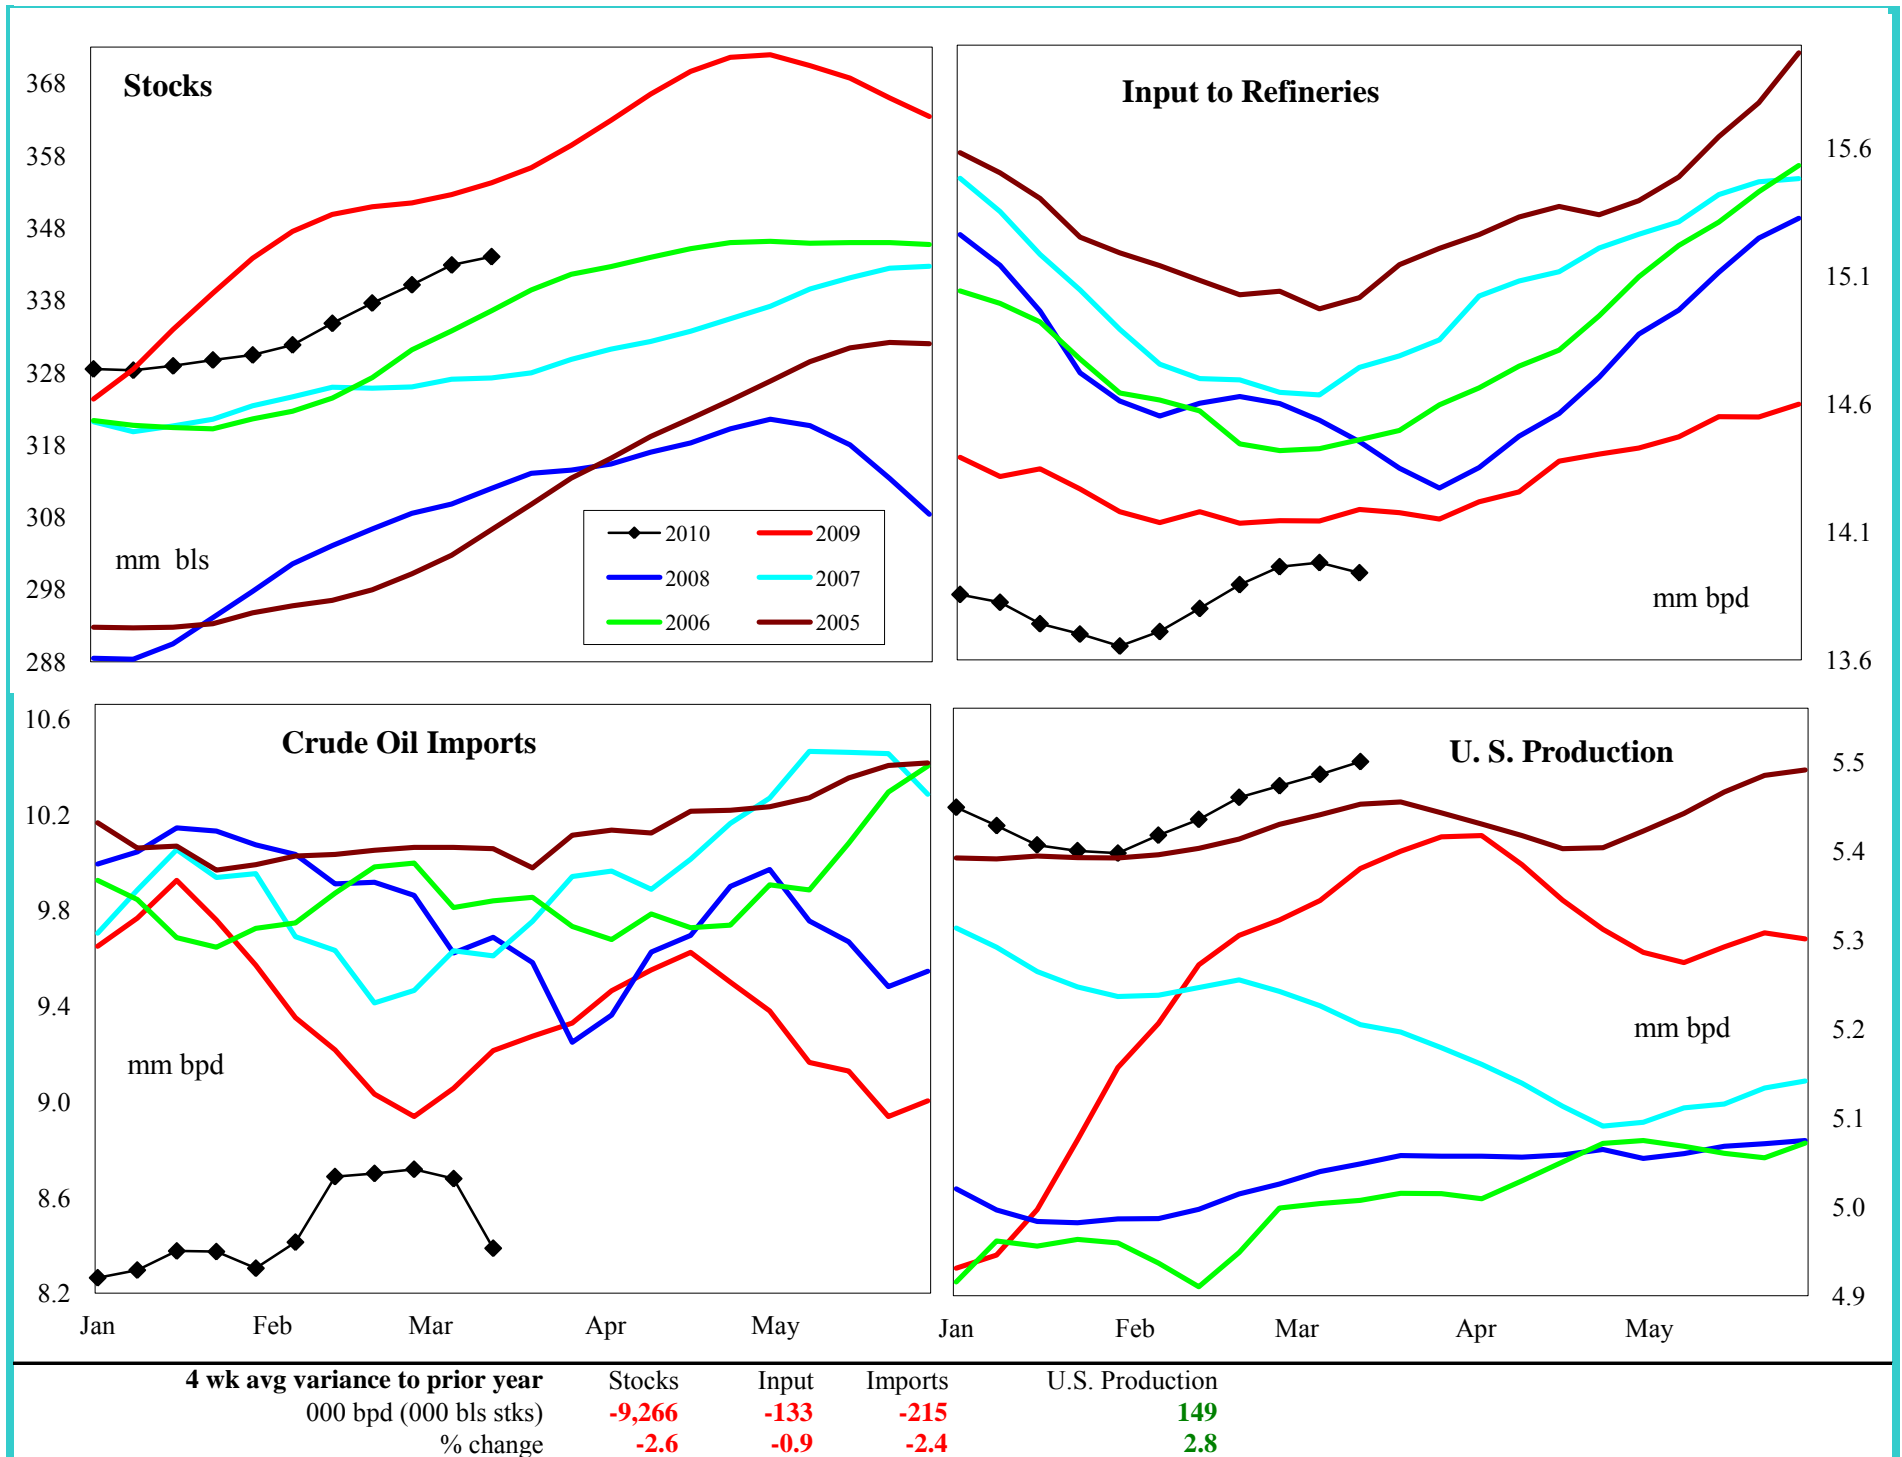 Stocks
368
358
348
338
328
318
308
298
288
mm bls
2010 2009
2008 2007
2006 2005
Input to Refineries
15.6
15.1
14.6
14.1
13.6
mm bpd
Crude Oil Imports
10.6
10.2
9.8
9.4
9.0
8.6
8.2
mm bpd
Jan Feb Mar Apr May
U. S. Production
5.5
5.4
5.3
5.2
5.1
5.0
4.9
mm bpd
Jan Feb Mar Apr May
4 wk avg variance to prior year Stocks Input Imports U.S. Production
000 bpd (000 bls stks) -9,266 -133 -215 149
% change -2.6 -0.9 -2.4 2.8